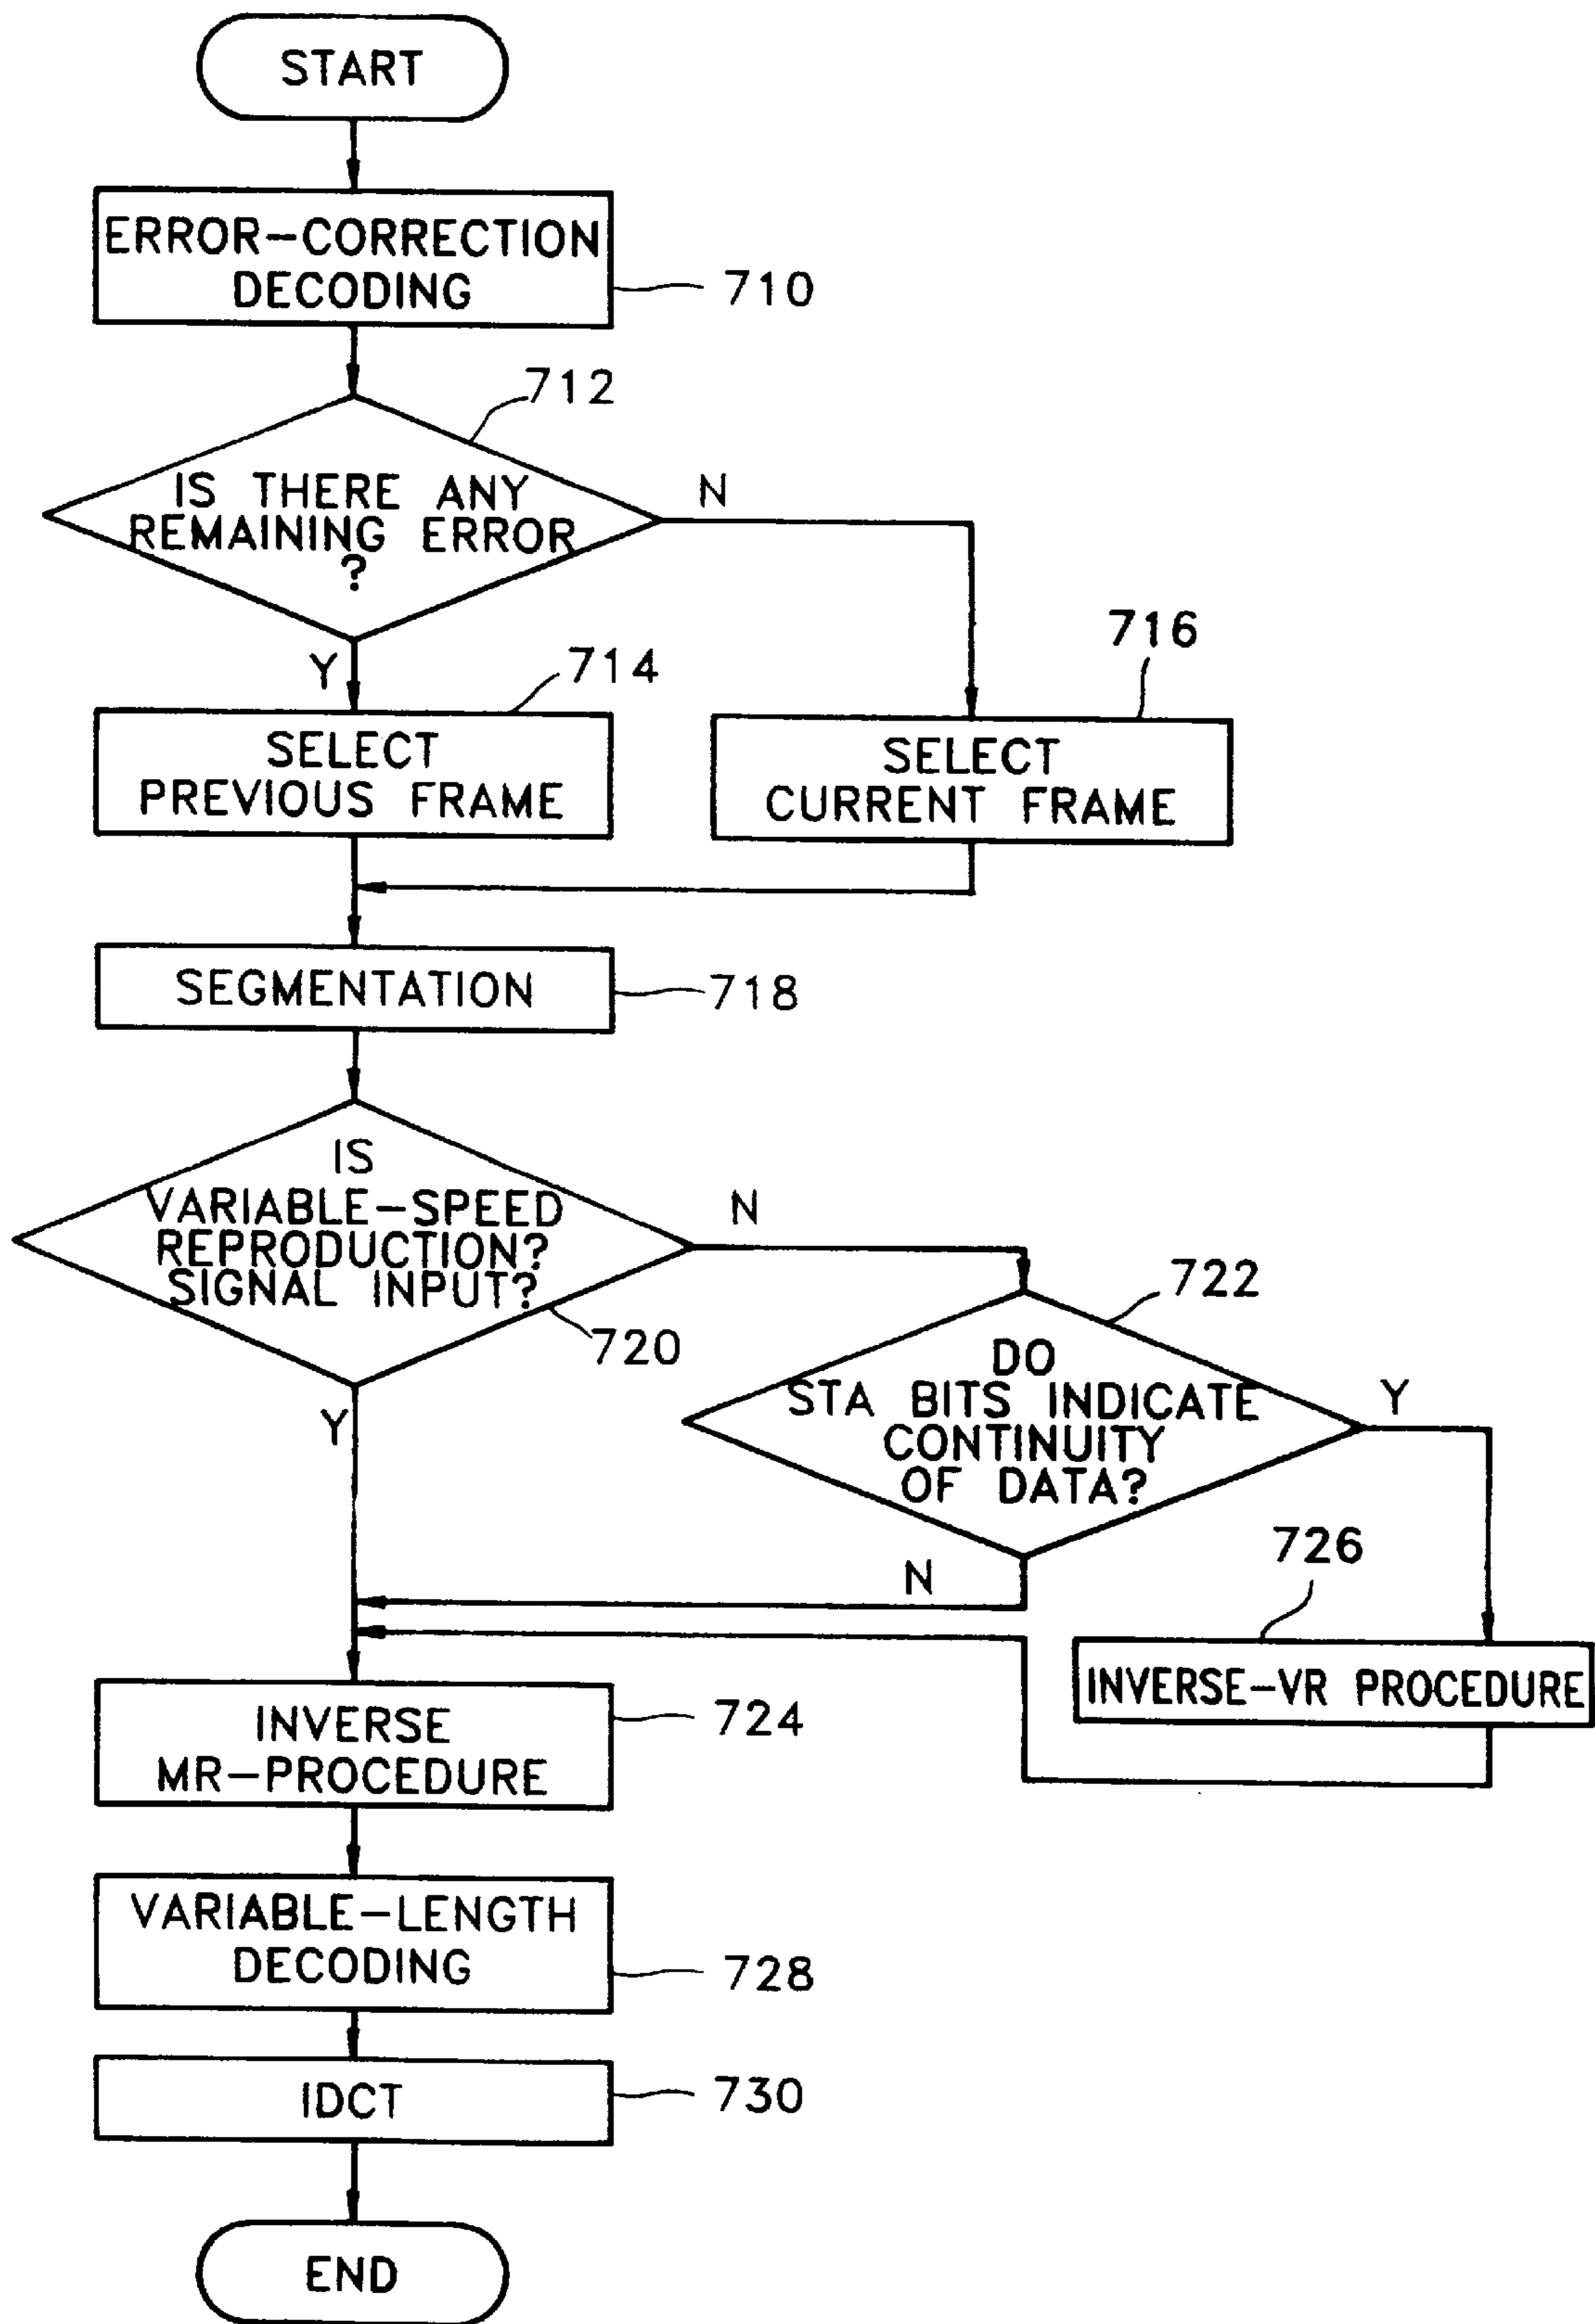 START
ERROR-CORRECTION
DECODING
710
712
IS THERE ANY
REMAINING ERROR
?
N
Y
714
716
SELECT
PREVIOUS FRAME
SELECT
CURRENT FRAME
SEGMENTATION
718
IS
VARIABLE-SPEED
REPRODUCTION?
SIGNAL INPUT?
N
720
Y
722
DO
STA BITS INDICATE
CONTINUITY
OF DATA?
Y
N
726
INVERSE-VR PROCEDURE
INVERSE
MR-PROCEDURE
724
VARIABLE-LENGTH
DECODING
728
IDCT
730
END